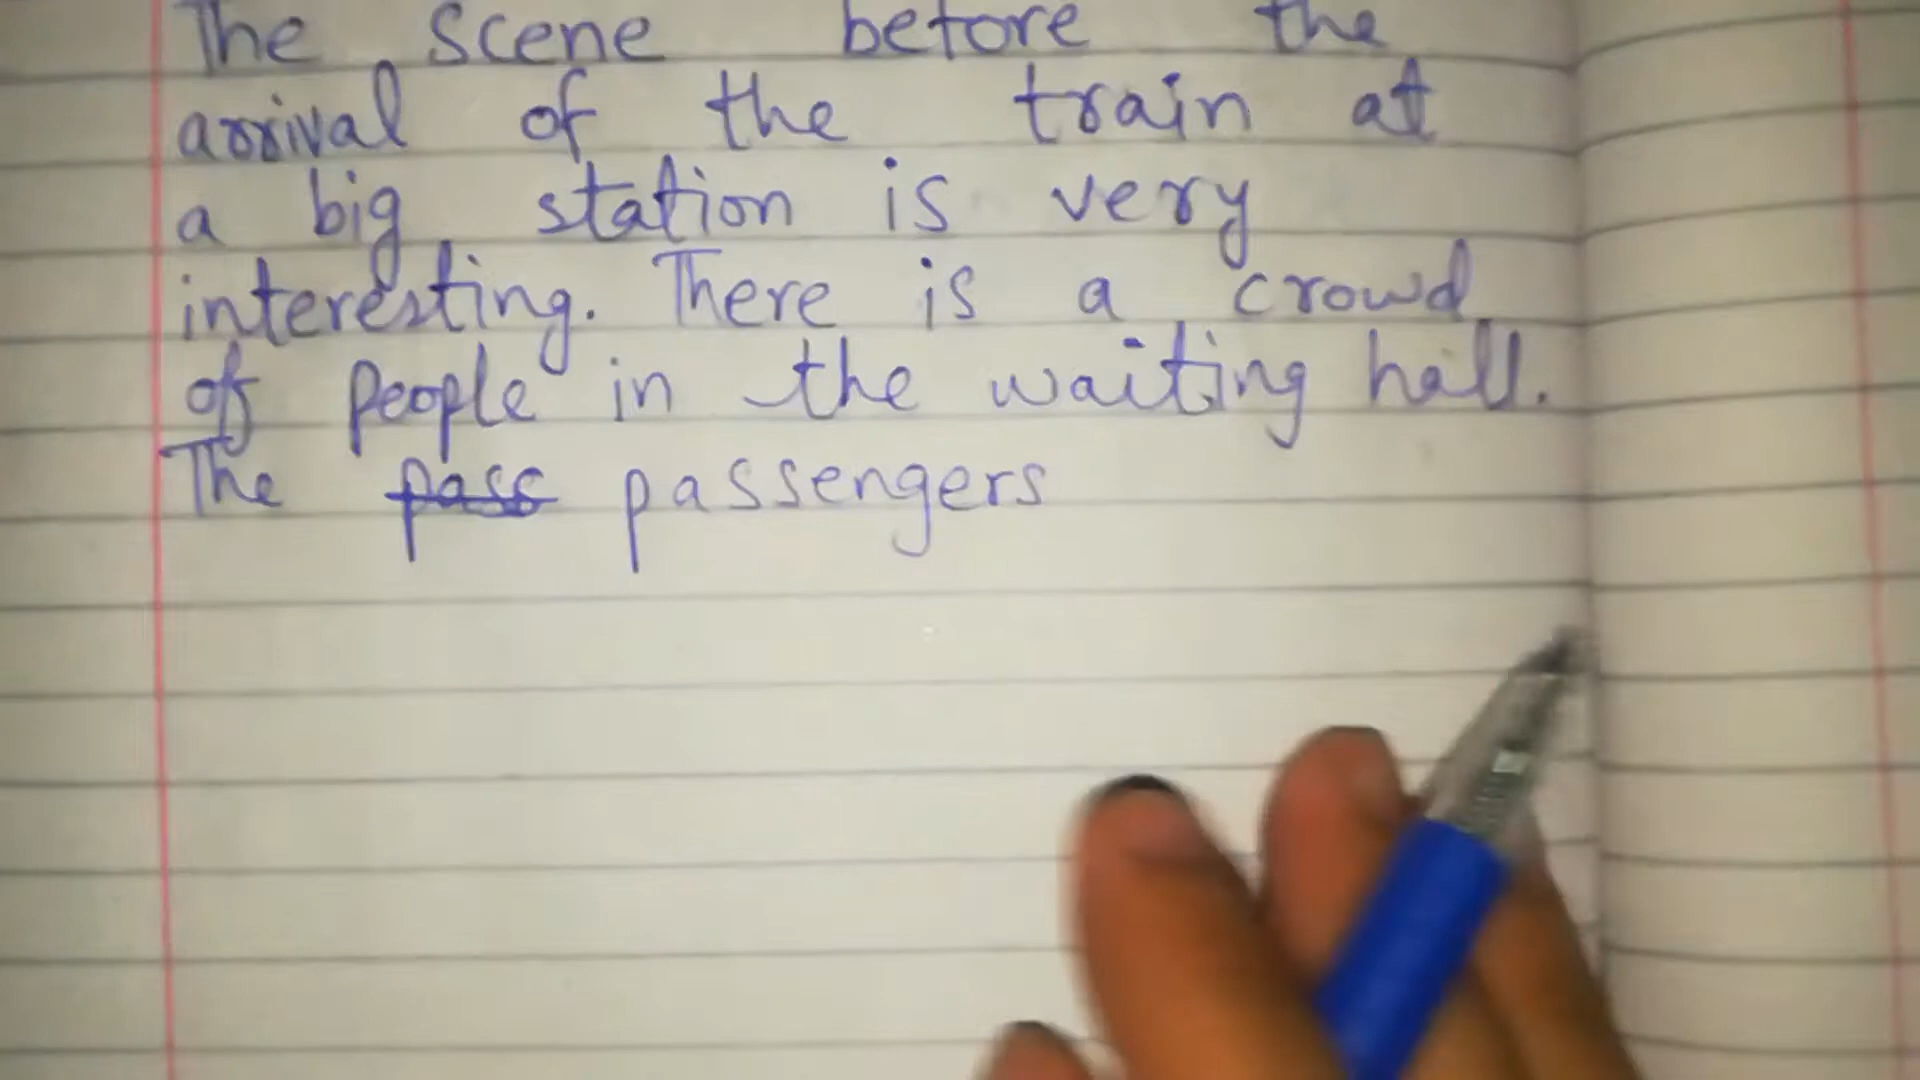 The scene before the
arrival of the train at
a big station is very
interesting. There is a crowd
of people in the waiting hall.
The pass passengers